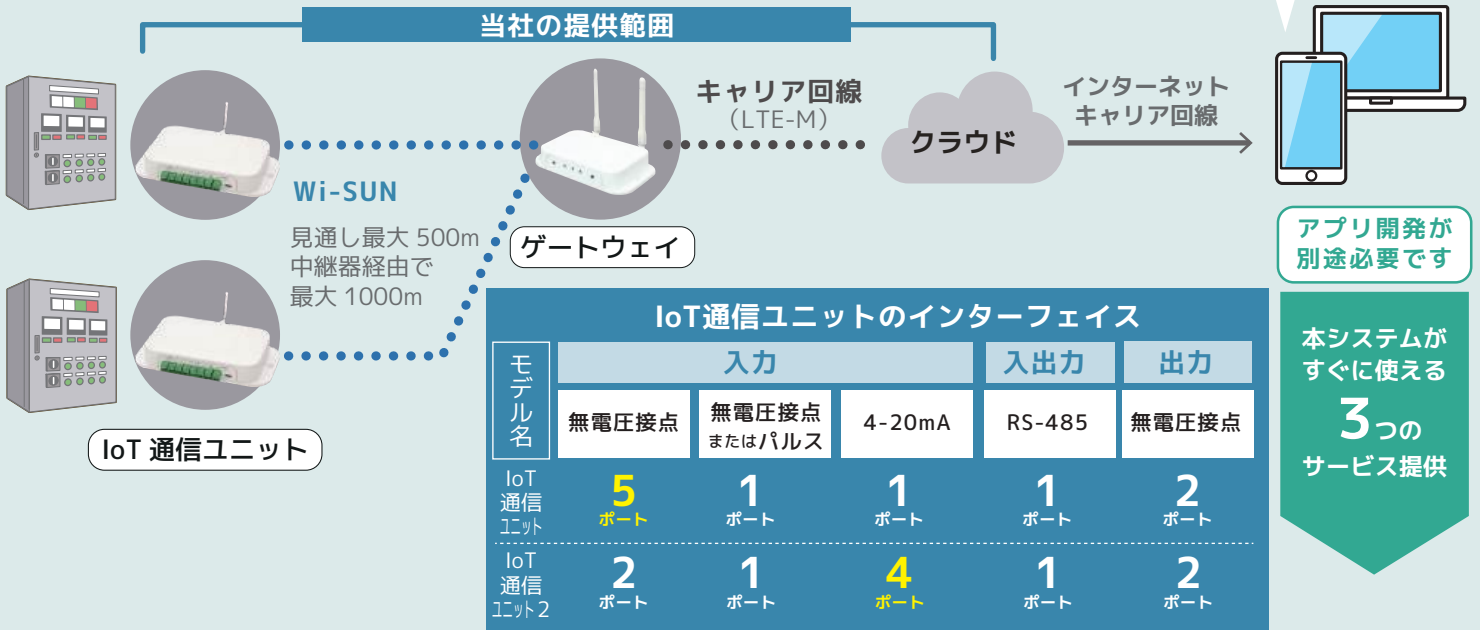 当社の提供範囲
キャリア回線
（LTE-M）
クラウド
インターネット
キャリア回線
Wi-SUN
見通し最大 500m
中継器経由で
最大 1000m
ゲートウェイ
IoT 通信ユニット
アプリ開発が
別途必要です
本システムが
すぐに使える
3つの
サービス提供
IoT通信ユニットのインターフェイス
モデル名
入力
入出力
出力
無電圧接点
無電圧接点
またはパルス
4-20mA
RS-485
無電圧接点
IoT
通信
ユニット
5
ポート
1
ポート
1
ポート
1
ポート
2
ポート
IoT
通信
ユニット2
2
ポート
1
ポート
4
ポート
1
ポート
2
ポート